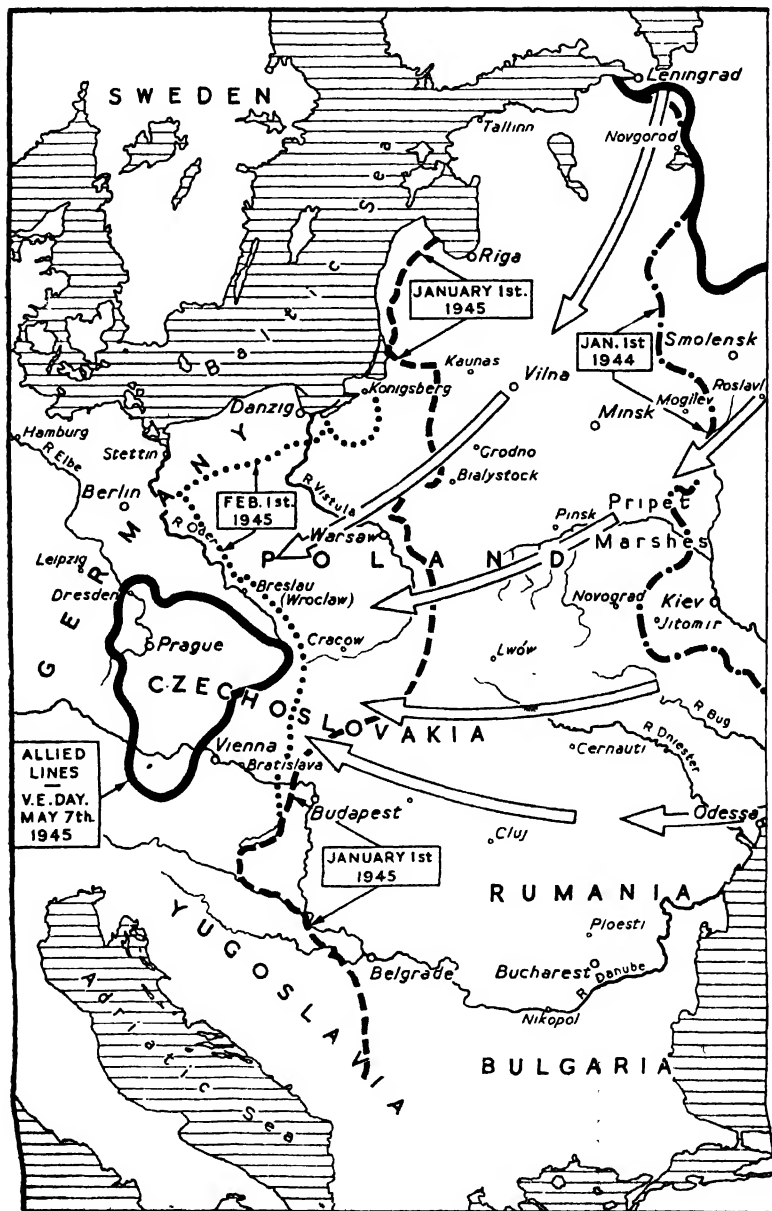 SWEDEN
Leningrad
Tallinn
Novgorod
Baltic Sea
Riga
JANUARY 1st.
1945
JAN. 1st
1944
Smolensk
Kaunas
Vilna
Roslavl
Konigsberg
Mogilev
Danzig
Minsk
Hamburg
R Elbe
Stettin
Grodno
Bialystock
GERMANY
FEB. 1st.
1945
R Vistula
Berlin
R Oder
Warsaw
Pinsk
Pripet
Marshes
POLAND
Leipzig
Dresden
Breslau
(Wroclaw)
Novograd
Kiev
Jitomir
Prague
Cracow
Lwów
CZECHOSLOVAKIA
R Bug
R Dniester
Vienna
Bratislava
Cernauti
ALLIED
LINES
—
V.E. DAY.
MAY 7th.
1945
Budapest
Odessa
Cluj
JANUARY 1st
1945
RUMANIA
Ploesti
YUGOSLAVIA
Belgrade
Bucharest
R Danube
Nikopol
Adriatic Sea
BULGARIA